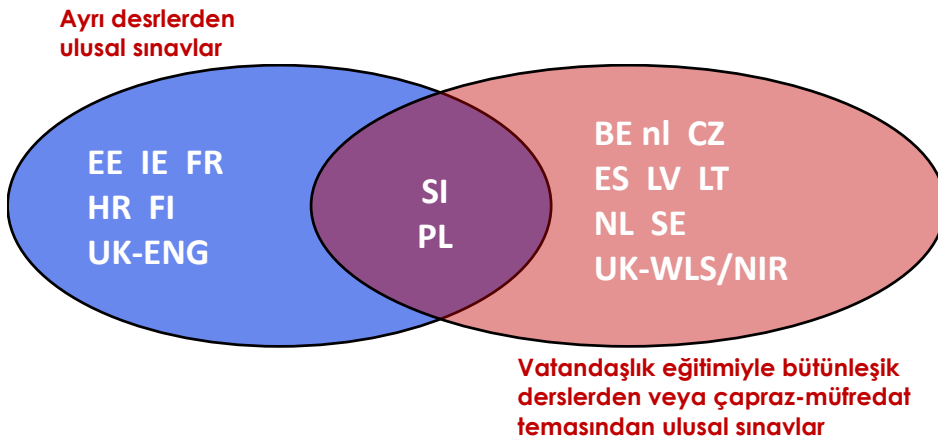 Ayrı desrlerden
ulusal sınavlar
EE IE FR
HR FI
UK-ENG
SI
PL
BE nl CZ
ES LV LT
NL SE
UK-WLS/NIR
Vatandaşlık eğitimiyle bütünleşik
derslerden veya çapraz-müfredat
temasından ulusal sınavlar